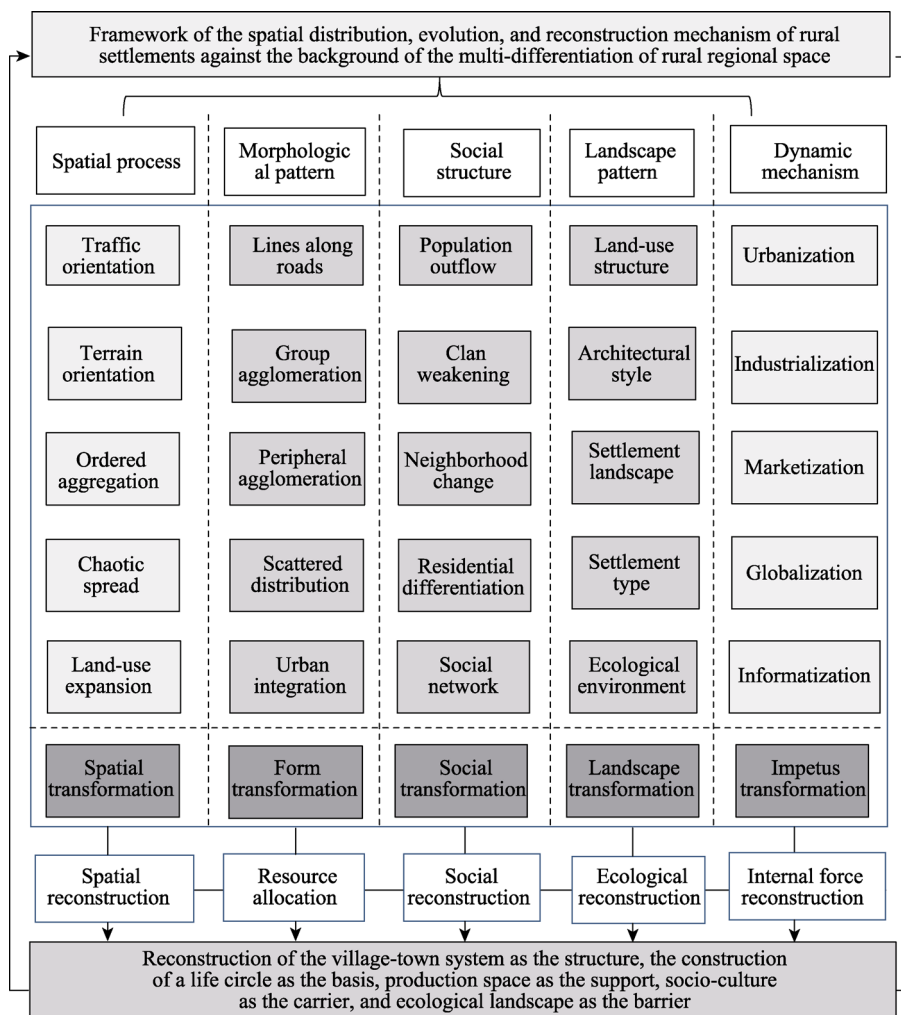 Framework of the spatial distribution, evolution, and reconstruction mechanism of rural
settlements against the background of the multi-differentiation of rural regional space
Spatial process
Morphologic
al pattern
Social
structure
Landscape
pattern
Dynamic
mechanism
Traffic
orientation
Lines along
roads
Population
outflow
Land-use
structure
Urbanization
Terrain
orientation
Group
agglomeration
Clan
weakening
Architectural
style
Industrialization
Ordered
aggregation
Peripheral
agglomeration
Neighborhood
change
Settlement
landscape
Marketization
Chaotic
spread
Scattered
distribution
Residential
differentiation
Settlement
type
Globalization
Land-use
expansion
Urban
integration
Social
network
Ecological
environment
Informatization
Spatial
transformation
Form
transformation
Social
transformation
Landscape
transformation
Impetus
transformation
Spatial
reconstruction
Resource
allocation
Social
reconstruction
Ecological
reconstruction
Internal force
reconstruction
Reconstruction of the village-town system as the structure, the construction
of a life circle as the basis, production space as the support, socio-culture
as the carrier, and ecological landscape as the barrier